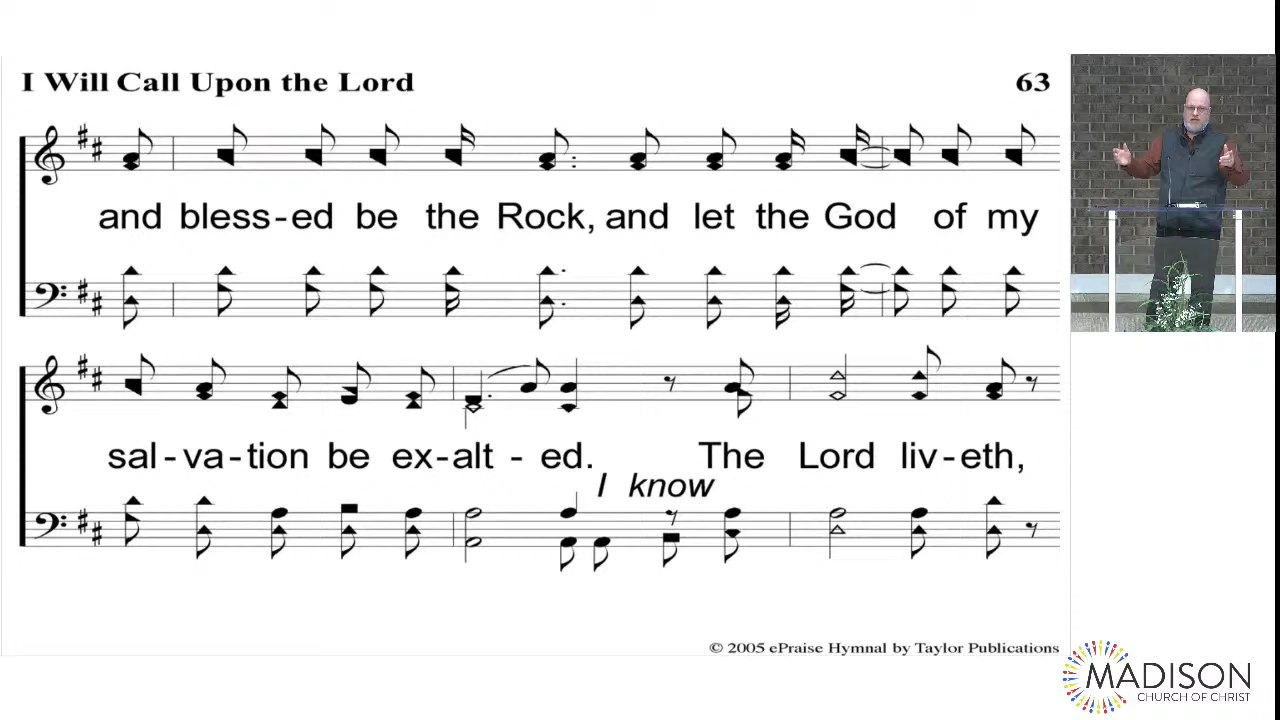 I Will Call Upon the Lord 63
and bless-ed be the Rock, and let the God of my
sal-va-tion be ex-alt-ed. The Lord liv-eth,
I know
© 2005 ePraise Hymnal by Taylor Publications
MADISON
CHURCH OF CHRIST